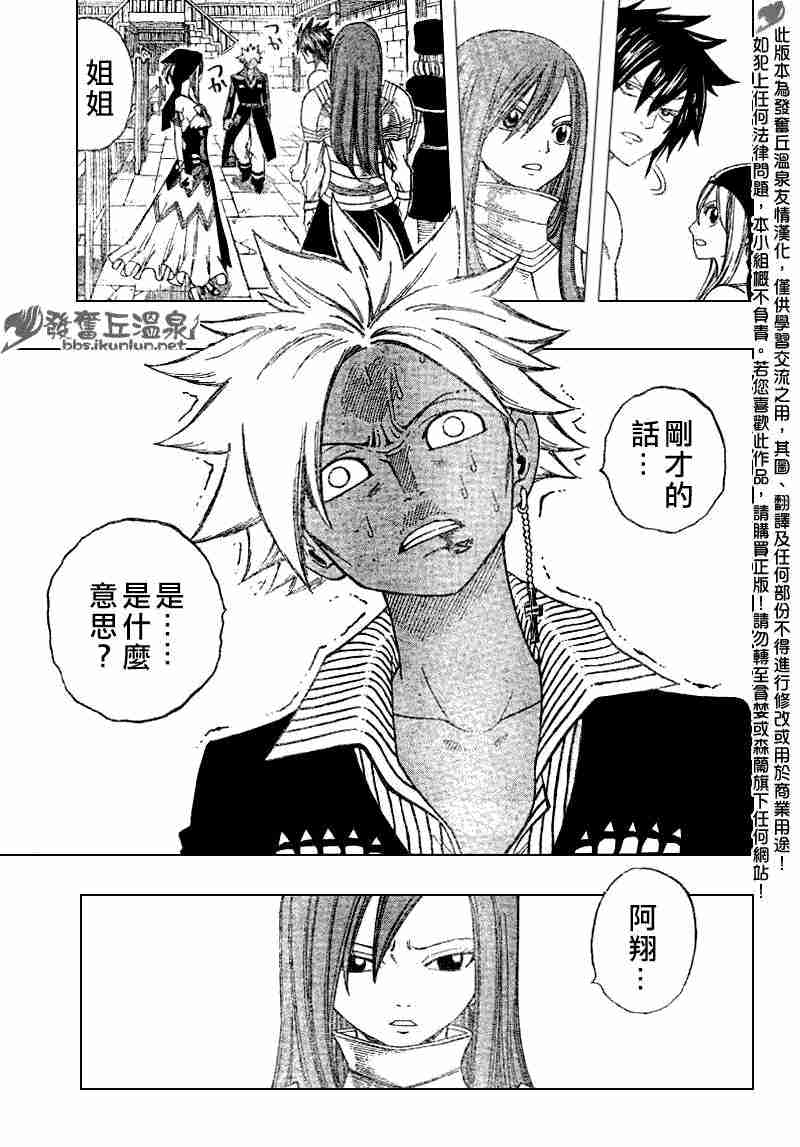 姐姐
つ
カ
つ
カ
剛才的
話…
是……
是什麼
意思?
阿翔…
發奮丘溫泉
bbs.ikunlun.net
此版本為發奮丘溫泉友情漢化，僅供學習交流之用，其圖、翻譯及任何部份不得進行修改或用於商業用途！
如犯上任何法律問題，本小組概不負責。若您喜歡此作品，請購買正版！請勿轉至貪婪或森蘭旗下任何網站！